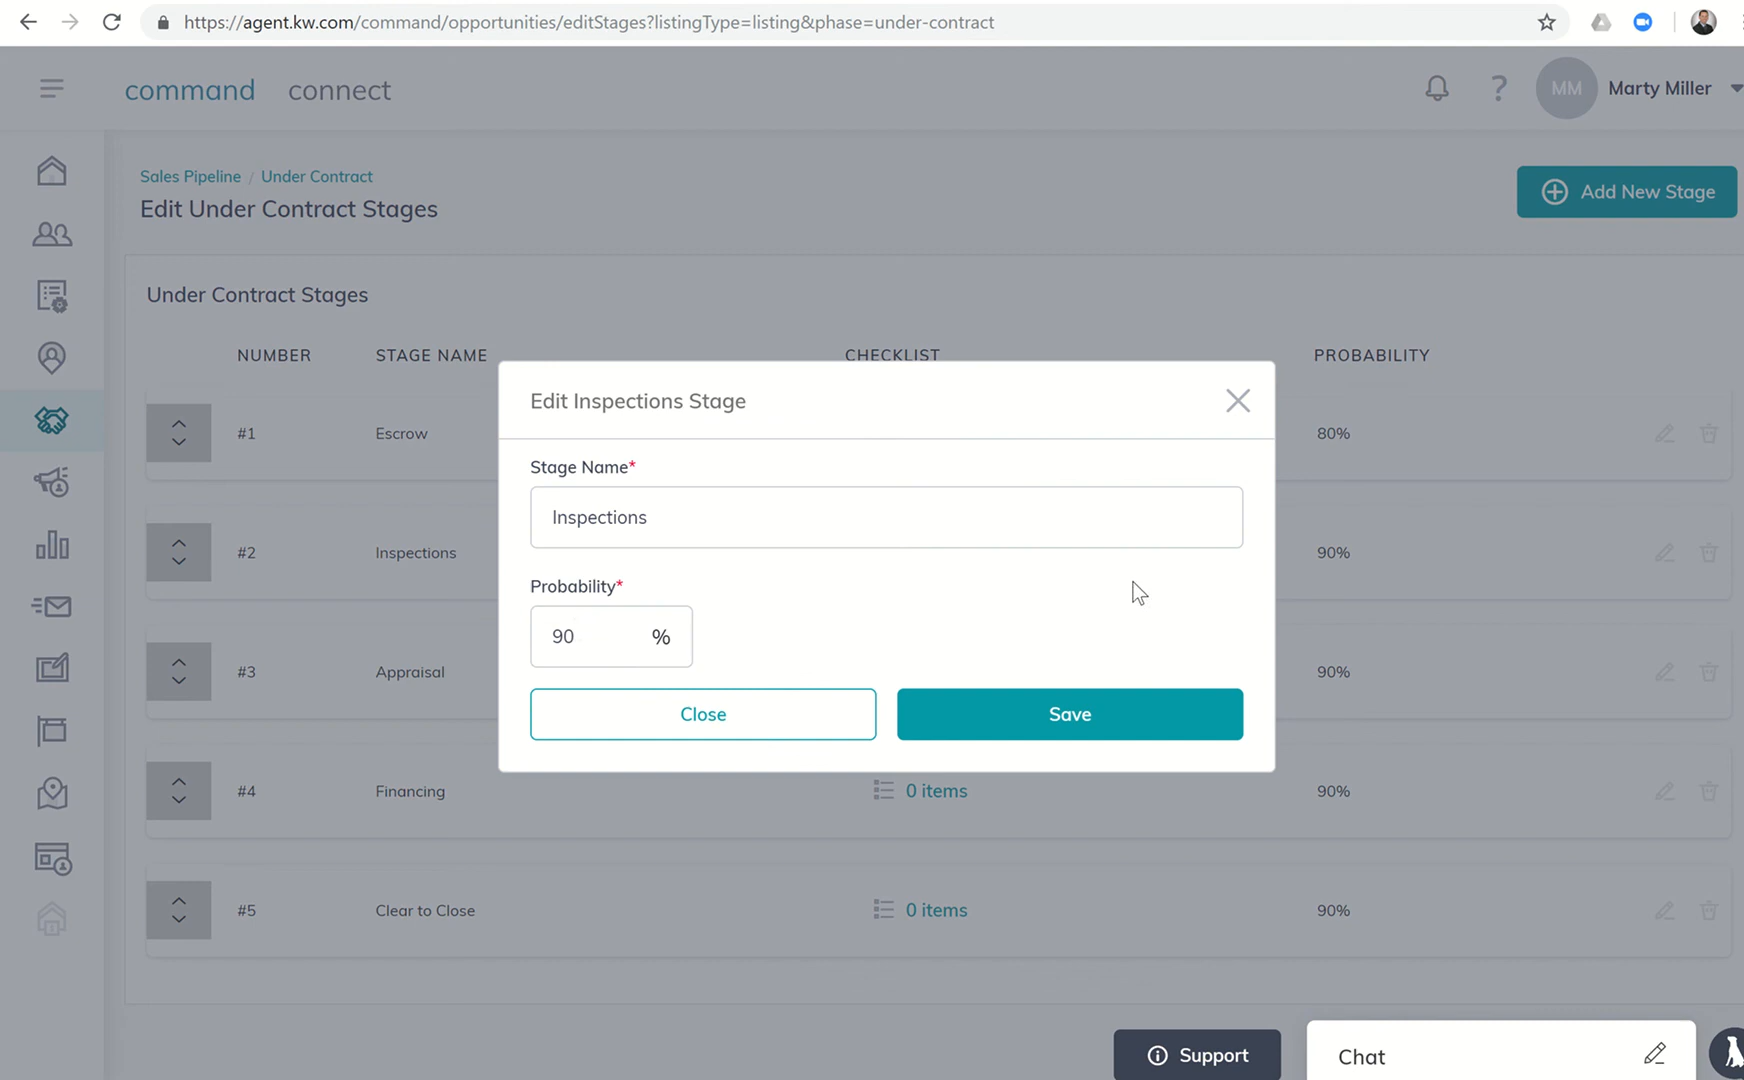 https://agent.kw.com/command/opportunities/editStages?listingType=listing&phase=under-contract
command connect MM Marty Miller
Sales Pipeline / Under Contract
Edit Under Contract Stages
Add New Stage
Under Contract Stages
NUMBER STAGE NAME CHECKLIST PROBABILITY
Edit Inspections Stage
#1 Escrow 80%
Stage Name*
Inspections
#2 Inspections 90%
Probability*
90 %
#3 Appraisal 90%
Close Save
#4 Financing 0 items 90%
#5 Clear to Close 0 items 90%
Support Chat